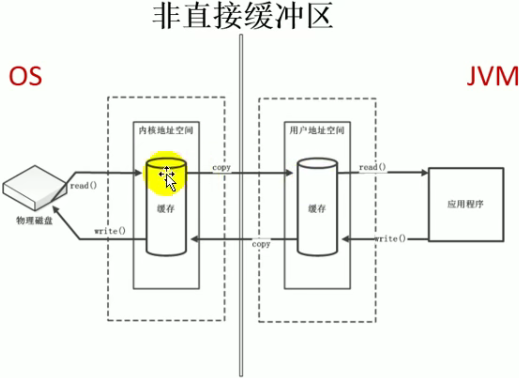 非直接缓冲区
OS
JVM
内核地址空间
用户地址空间
copy
read()
read()
缓存
缓存
应用程序
物理磁盘
write()
copy
write()